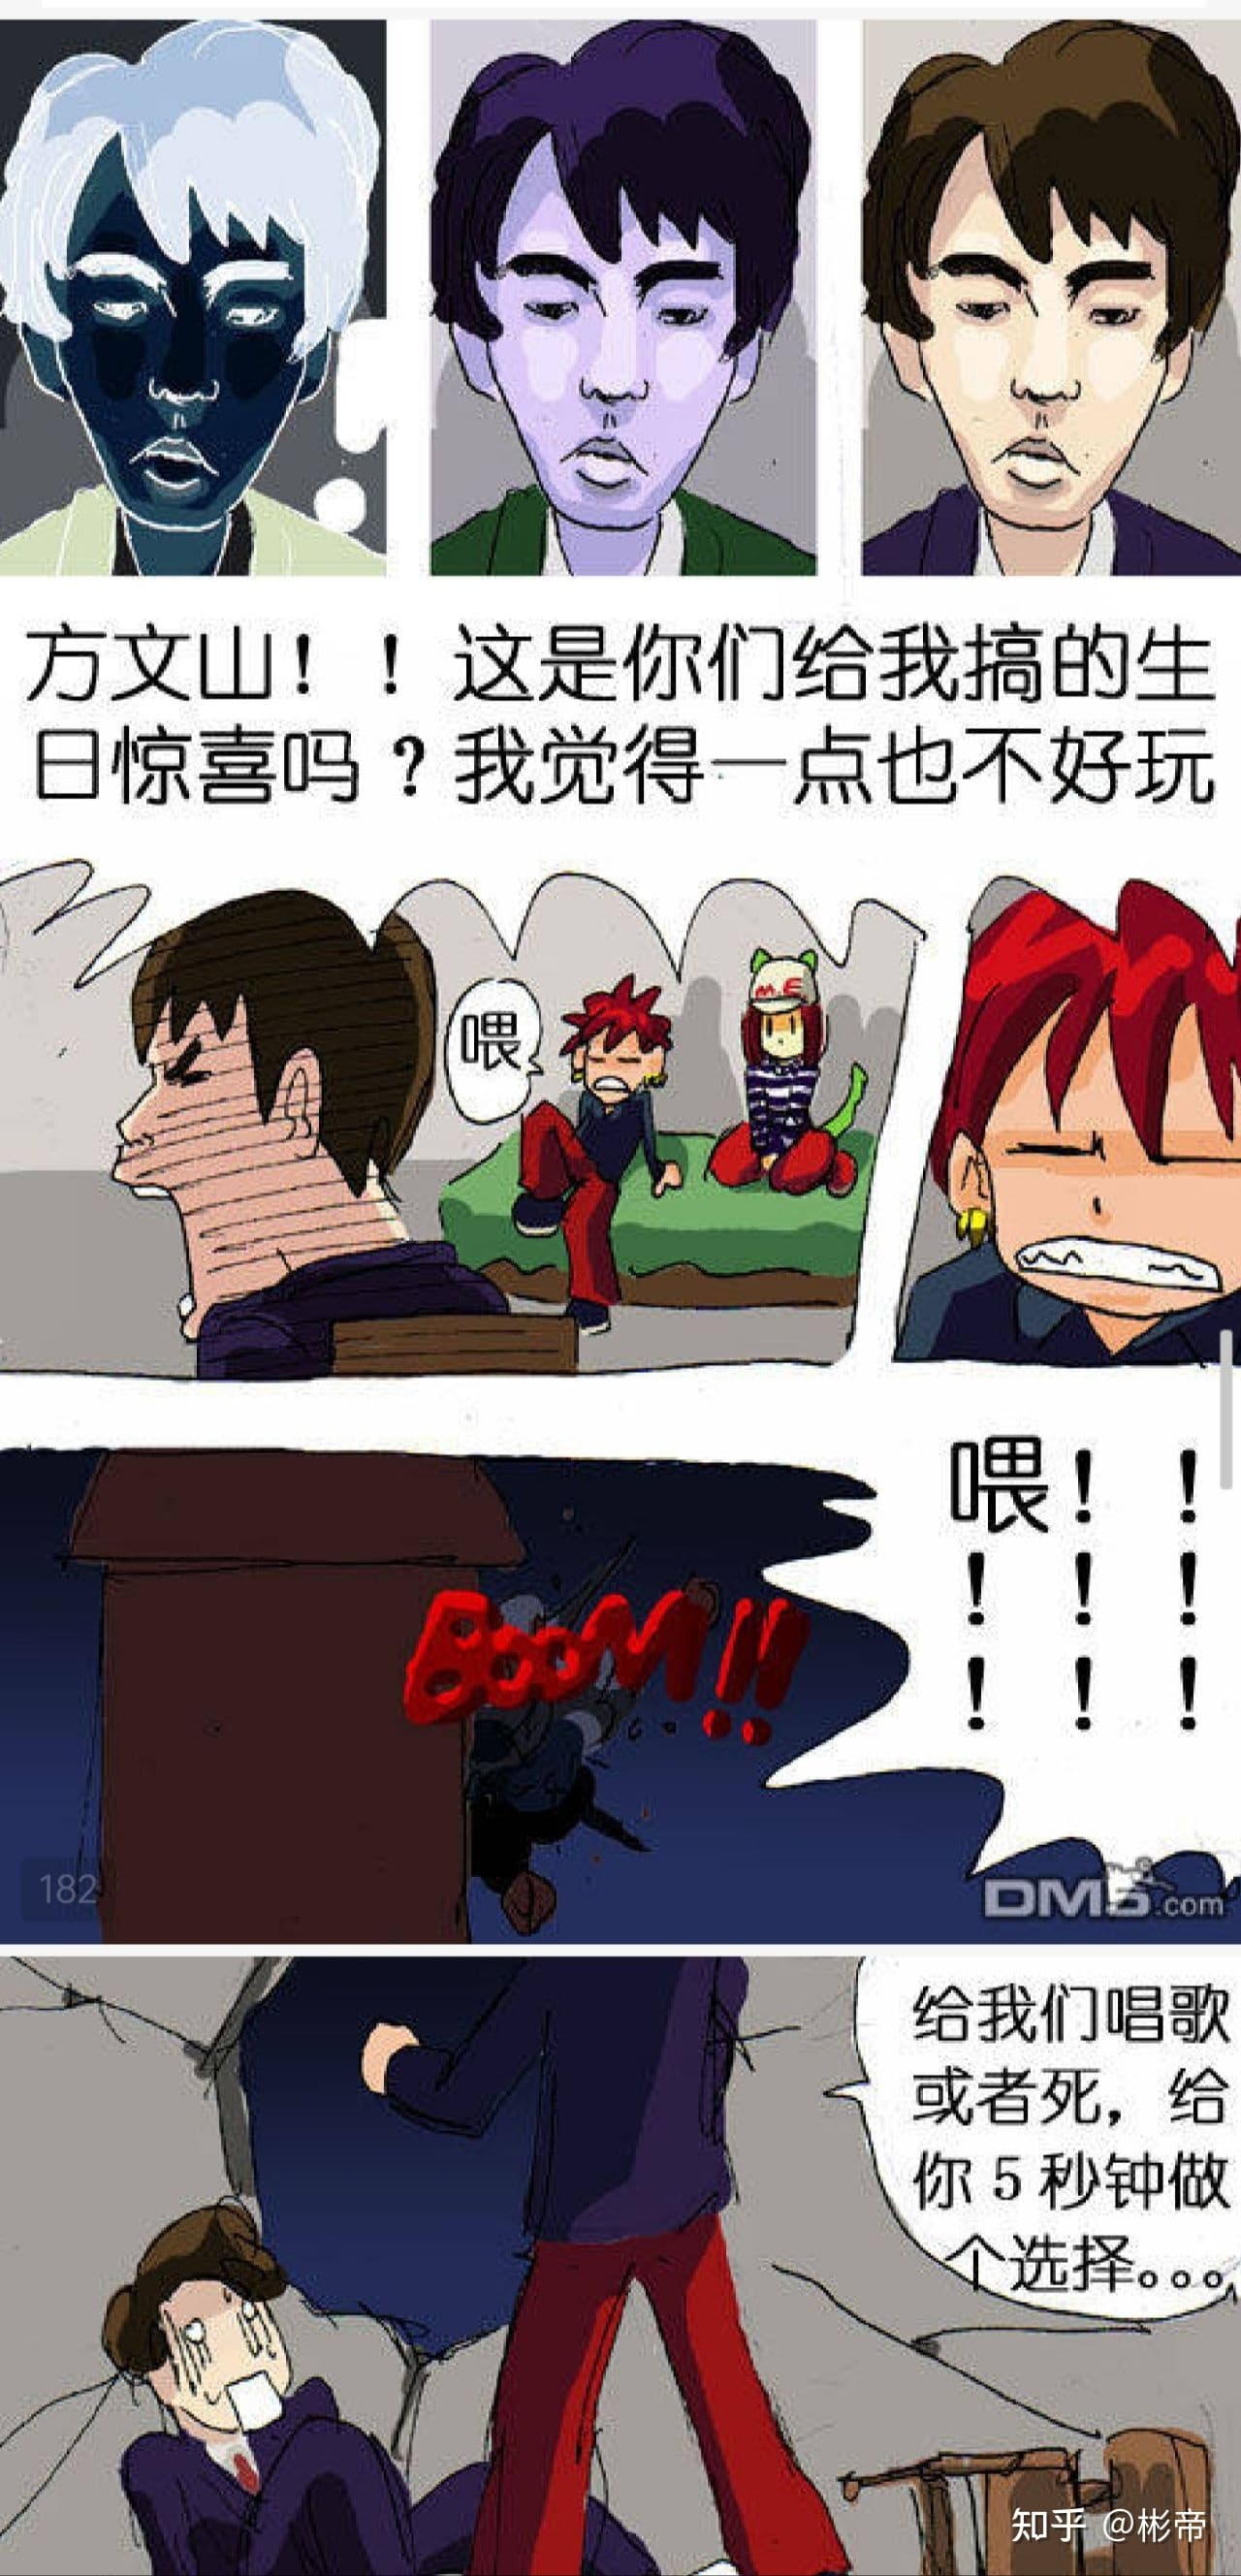 方文山！！这是你们给我搞的生
日惊喜吗？我觉得一点也不好玩
M.E
喂
喂！！
！！！
！！！
BOOM!!
182
DM5.com
给我们唱歌
或者死，给
你5秒钟做
个选择。。。
知乎 @彬帝